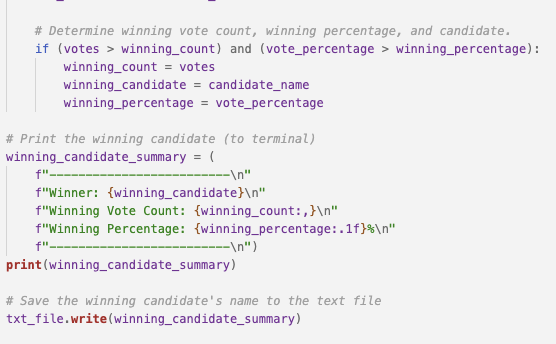 # Determine winning vote count, winning percentage, and candidate.
if (votes > winning_count) and (vote_percentage > winning_percentage):
winning_count = votes
winning_candidate = candidate_name
winning_percentage = vote_percentage
# Print the winning candidate (to terminal)
winning_candidate_summary = (
f"-------------------------\n"
f"Winner: {winning_candidate}\n"
f"Winning Vote Count: {winning_count:,}\n"
f"Winning Percentage: {winning_percentage:.1f}%\n"
f"-------------------------\n")
print(winning_candidate_summary)
# Save the winning candidate's name to the text file
txt_file.write(winning_candidate_summary)